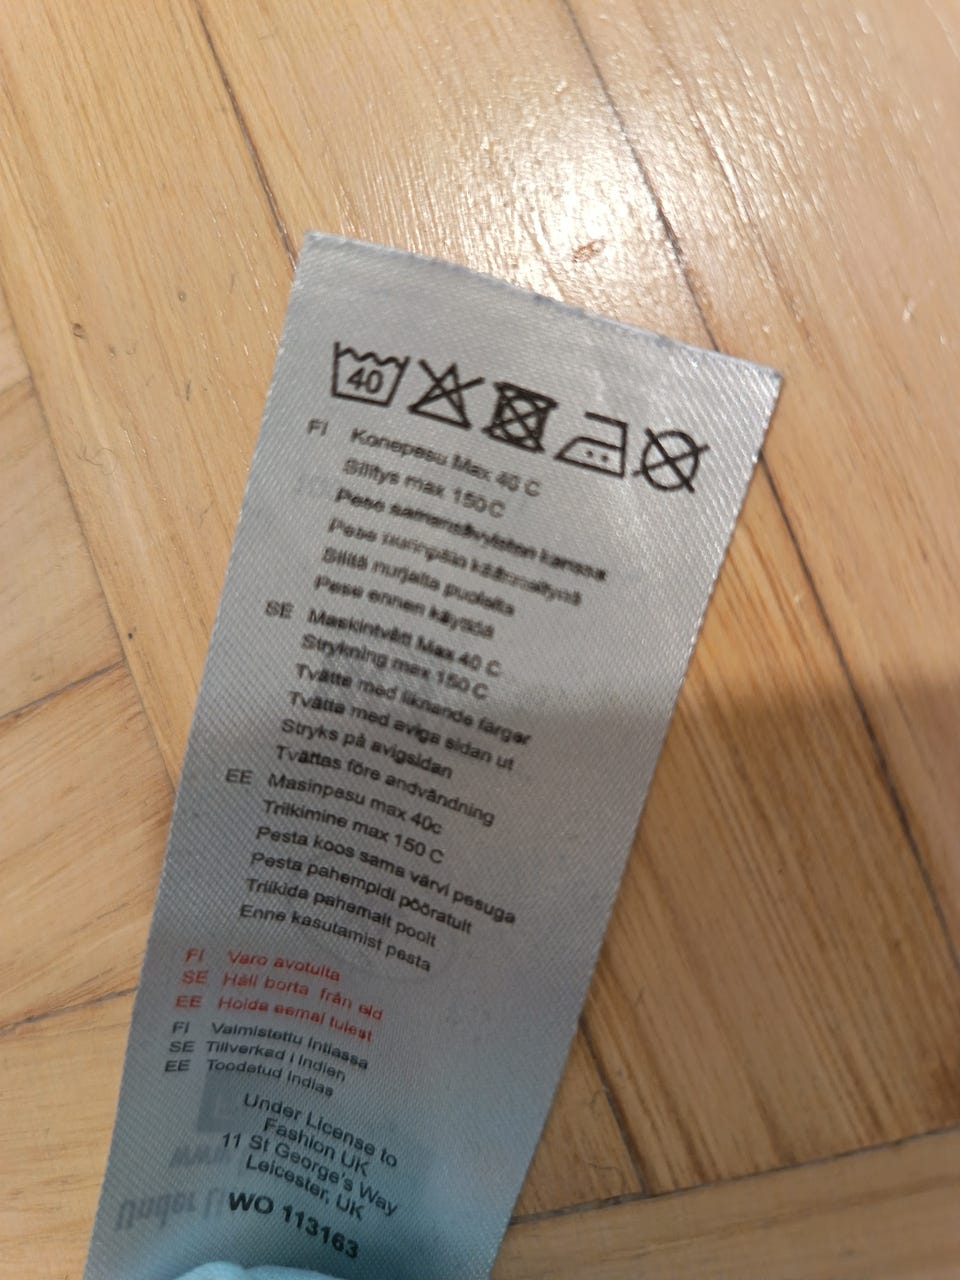 40
FI Konepesu Max 40 C
Silitys max 150 C
Pese samansävyisten kanssa
Pese nurinpäin käännettynä
Silitä nurjalta puolelta
Pese ennen käyttöä
SE Maskintvätt Max 40 C
Strykning max 150 C
Tvätta med liknande färger
Tvätta med aviga sidan ut
Stryks på avigsidan
Tvättas före andvändning
EE Masinpesu max 40c
Triikimine max 150 C
Pesta koos sama värvi pesuga
Pesta pahempidi pööratult
Triikida pahemalt poolt
Enne kasutamist pesta
FI Varo avotulta
SE Håll borta från eld
EE Hoida eemal tulest
FI Valmistettu Intiassa
SE Tillverkad i Indien
EE Toodetud Indias
Under License to
Fashion UK
11 St George's Way
Leicester, UK
WO 113163